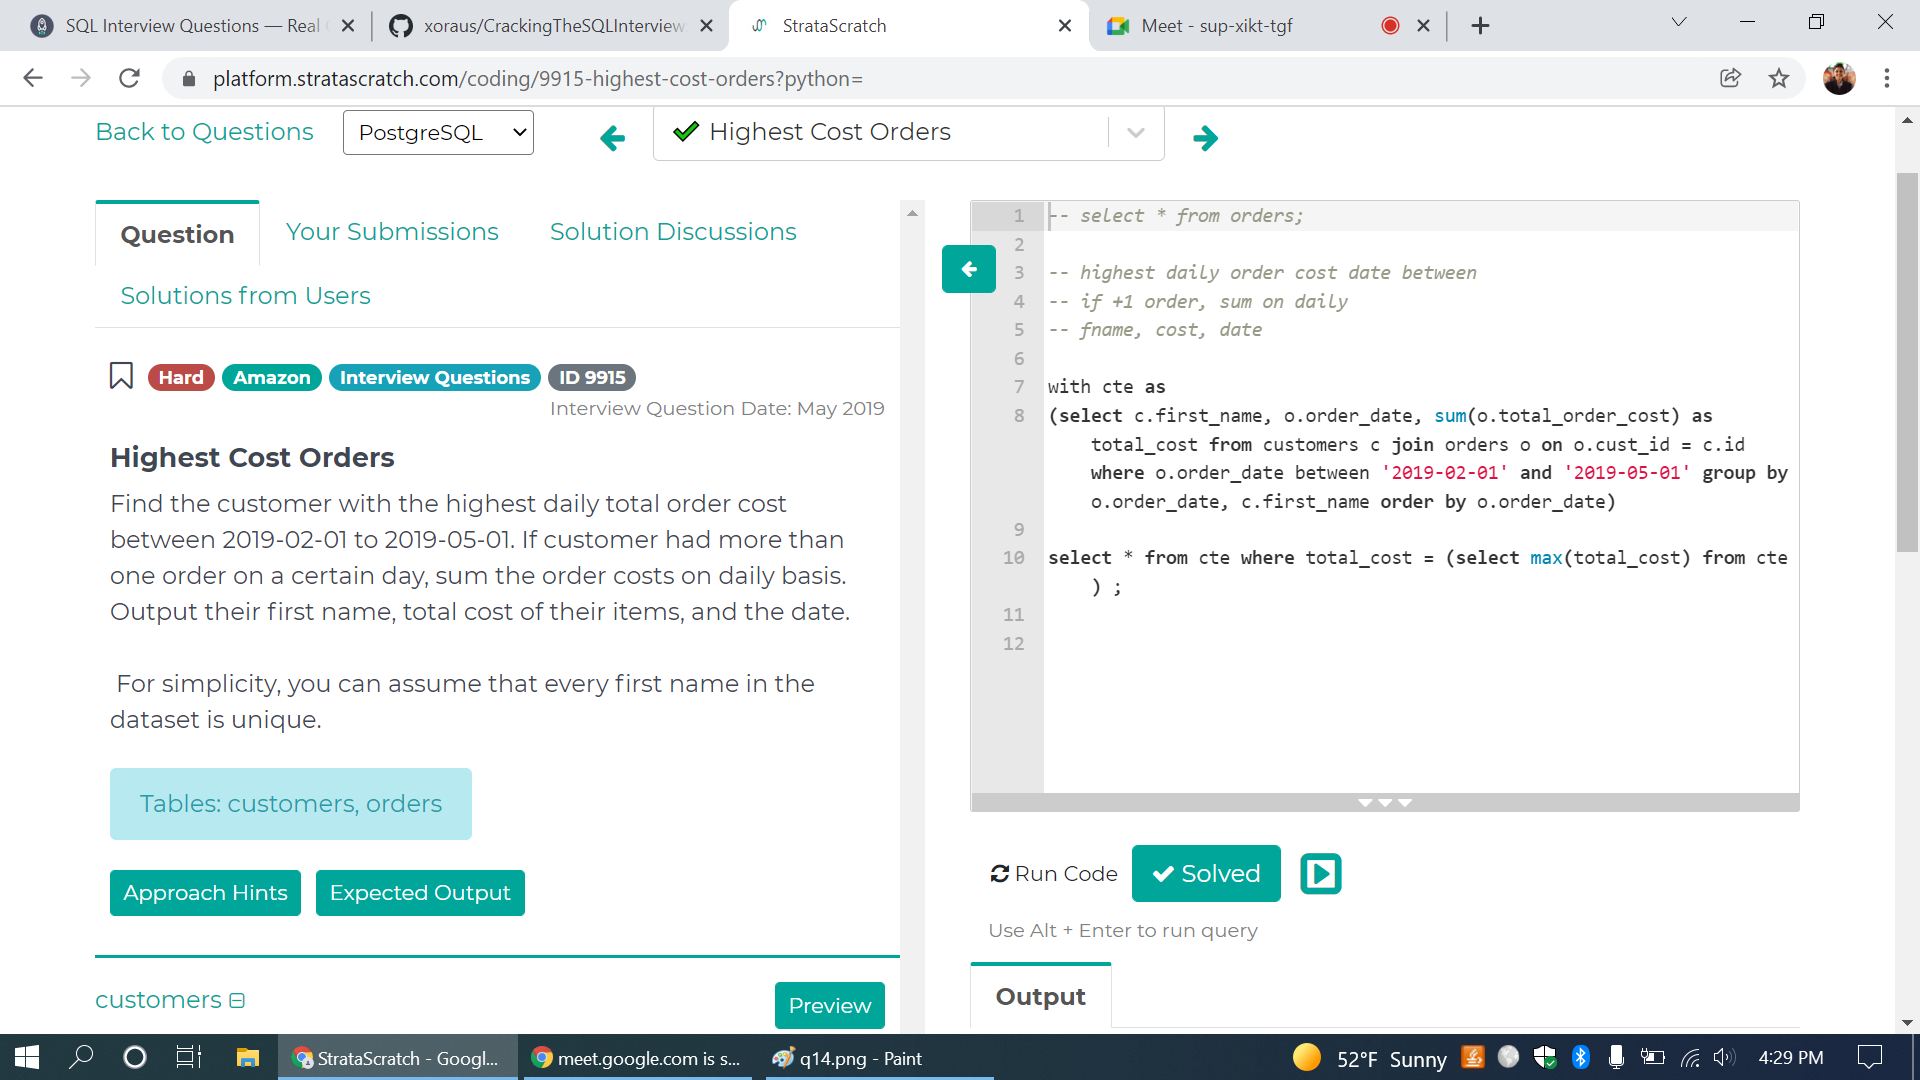 SQL Interview Questions — Real
xoraus/CrackingTheSQLInterview
StrataScratch
Meet - sup-xikt-tgf
platform.stratascratch.com/coding/9915-highest-cost-orders?python=
Back to Questions
PostgreSQL
Highest Cost Orders
Question
Your Submissions
Solution Discussions
Solutions from Users
Hard
Amazon
Interview Questions
ID 9915
Interview Question Date: May 2019
Highest Cost Orders
Find the customer with the highest daily total order cost
between 2019-02-01 to 2019-05-01. If customer had more than
one order on a certain day, sum the order costs on daily basis.
Output their first name, total cost of their items, and the date.
For simplicity, you can assume that every first name in the
dataset is unique.
Tables: customers, orders
Approach Hints
Expected Output
customers
Preview
1 -- select * from orders;
2
3 -- highest daily order cost date between
4 -- if +1 order, sum on daily
5 -- fname, cost, date
6
7 with cte as
8 (select c.first_name, o.order_date, sum(o.total_order_cost) as
total_cost from customers c join orders o on o.cust_id = c.id
where o.order_date between '2019-02-01' and '2019-05-01' group by
o.order_date, c.first_name order by o.order_date)
9
10 select * from cte where total_cost = (select max(total_cost) from cte
) ;
11
12
Run Code
Solved
Use Alt + Enter to run query
Output
StrataScratch - Googl...
meet.google.com is s...
q14.png - Paint
52°F Sunny
4:29 PM